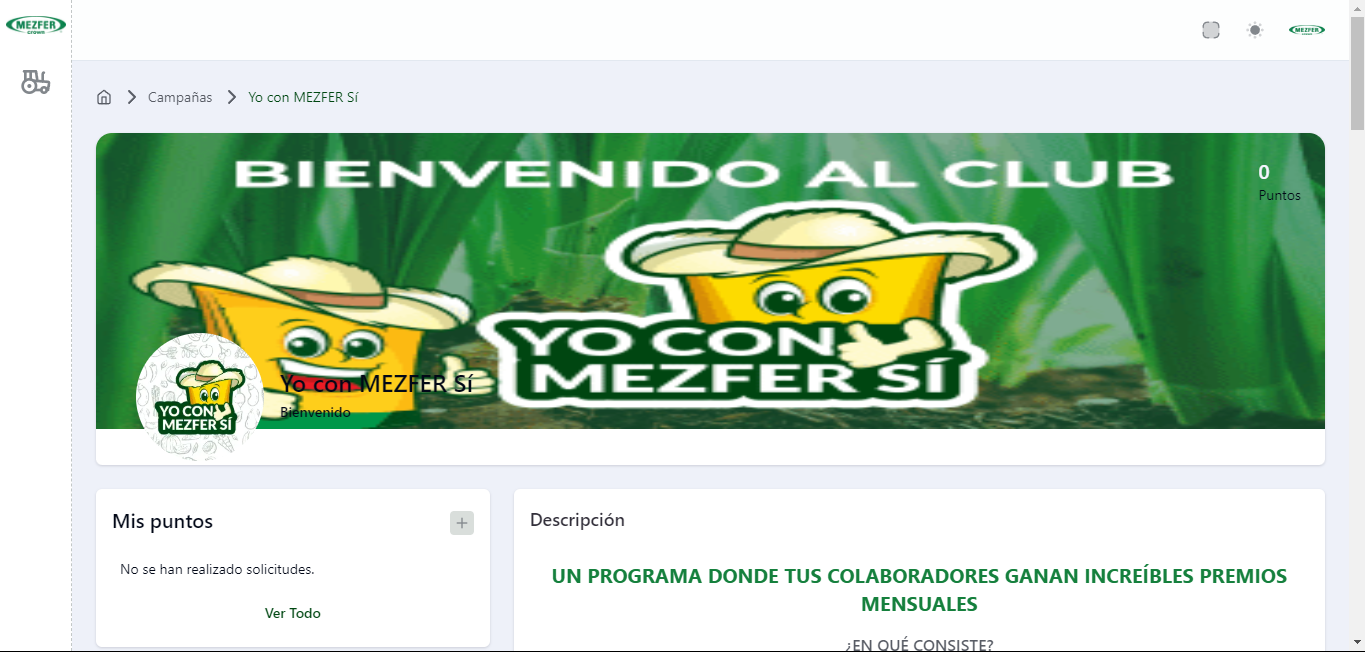 MEZFER
Grown
MEZFER
Campañas
Yo con MEZFER Sí
BIENVENIDO AL CLUB
0
Puntos
YO CON
MEZFER SÍ
YO CON
MEZFER SÍ
Yo con MEZFER Sí
Bienvenido
Mis puntos
No se han realizado solicitudes.
Ver Todo
Descripción
UN PROGRAMA DONDE TUS COLABORADORES GANAN INCREÍBLES PREMIOS
MENSUALES
¿EN QUÉ CONSISTE?